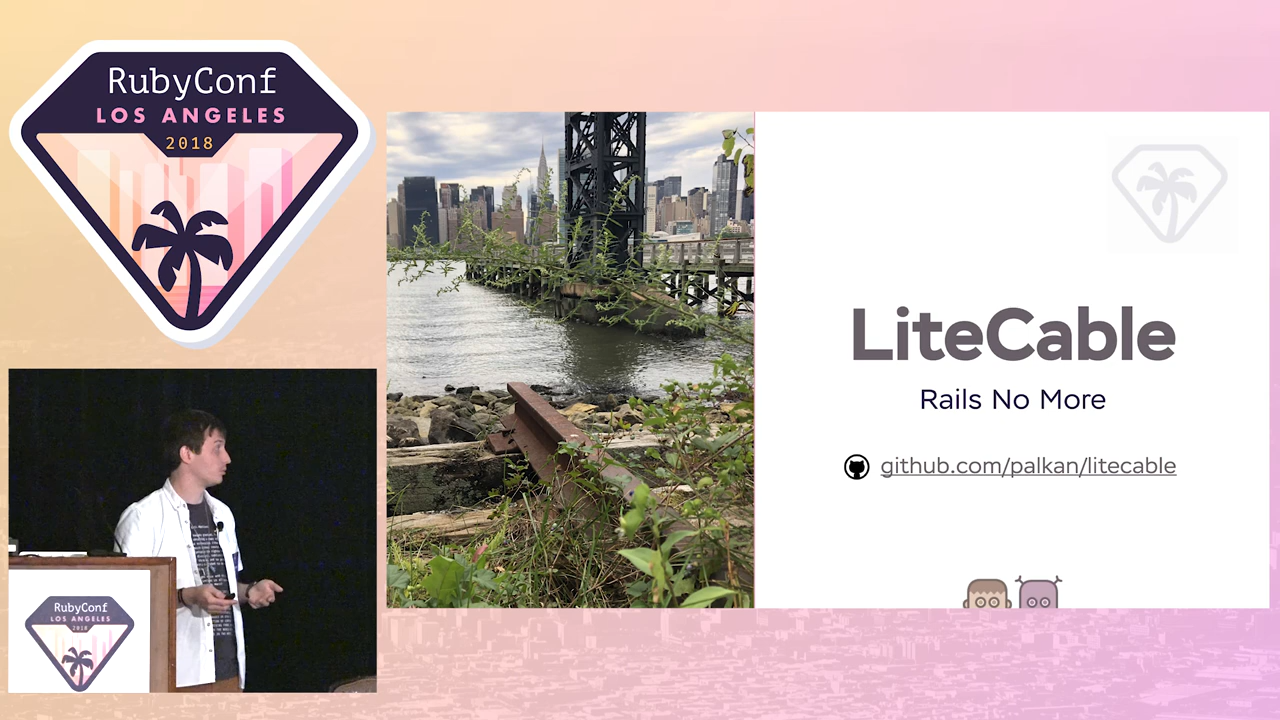 RubyConf
LOS ANGELES
2018
LiteCable
Rails No More
github.com/palkan/litecable
RubyConf
LOS ANGELES
2018